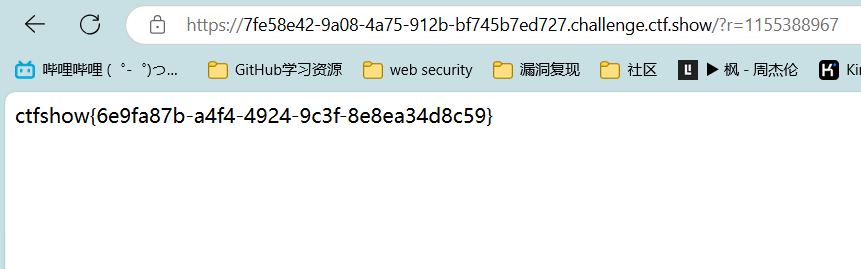 https://7fe58e42-9a08-4a75-912b-bf745b7ed727.challenge.ctf.show/?r=1155388967
哔哩哔哩 (゜-゜)つ... GitHub学习资源 web security 漏洞复现 社区 ▶ 枫 - 周杰伦 Kin
ctfshow{6e9fa87b-a4f4-4924-9c3f-8e8ea34d8c59}